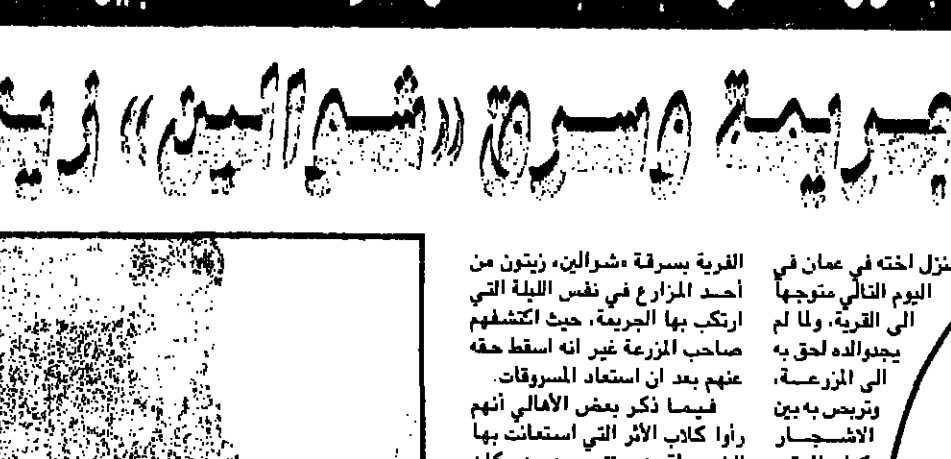 جريمة وسرق «شوالين» زيت
منزل اخته في عمان في
اليوم التالي متوجهاً
الى القرية، ولما لم
يجدوالده لحق به
الى المزرعة،
وتربص به بين
الاشجار
القرية بسرقة «شوالين» زيتون من
أحد المزارع في نفس الليلة التي
ارتكب بها الجريمة، حيث اكتشفهم
صاحب المزرعة غير انه اسقط حقه
عنهم بعد ان استعاد المسروقات.
فيما ذكر بعض الأهالي أنهم
رأوا كلاب الأثر التي استعانت بها